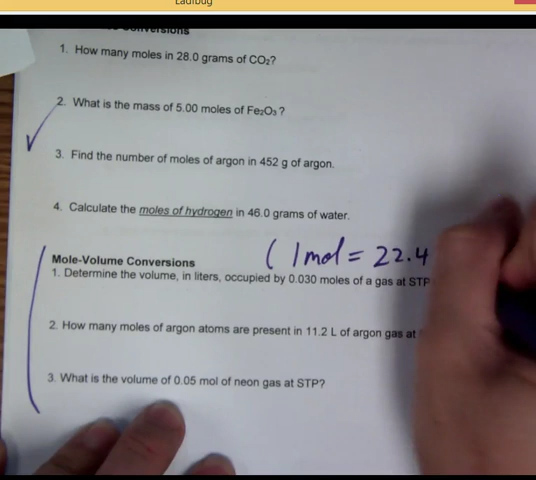 Ladibug
Conversions
1. How many moles in 28.0 grams of CO₂?
2. What is the mass of 5.00 moles of Fe₂O₃?
3. Find the number of moles of argon in 452 g of argon.
4. Calculate the moles of hydrogen in 46.0 grams of water.
( 1 mol = 22.4
Mole-Volume Conversions
1. Determine the volume, in liters, occupied by 0.030 moles of a gas at STP
2. How many moles of argon atoms are present in 11.2 L of argon gas at
3. What is the volume of 0.05 mol of neon gas at STP?